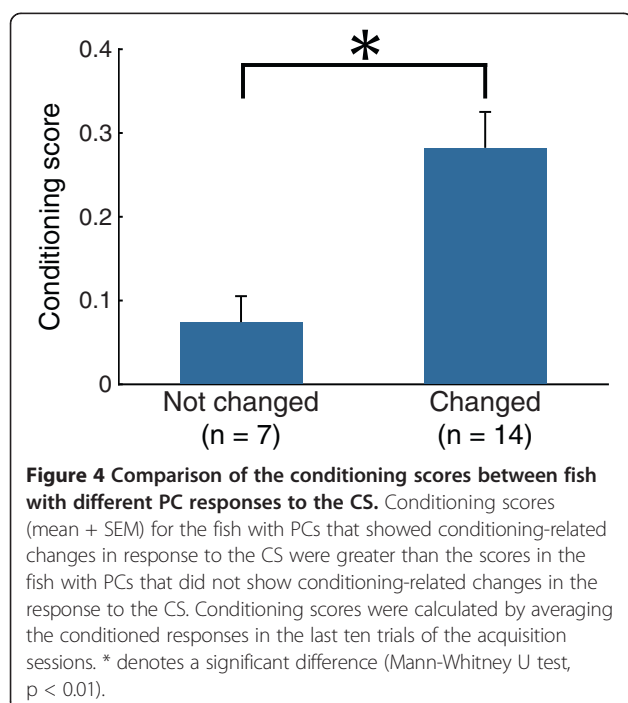 *
0.4
0.3
0.2
0.1
0
Conditioning score
Not changed Changed
(n = 7) (n = 14)
Figure 4 Comparison of the conditioning scores between fish
with different PC responses to the CS. Conditioning scores
(mean + SEM) for the fish with PCs that showed conditioning-related
changes in response to the CS were greater than the scores in the
fish with PCs that did not show conditioning-related changes in the
response to the CS. Conditioning scores were calculated by averaging
the conditioned responses in the last ten trials of the acquisition
sessions. * denotes a significant difference (Mann-Whitney U test,
p < 0.01).